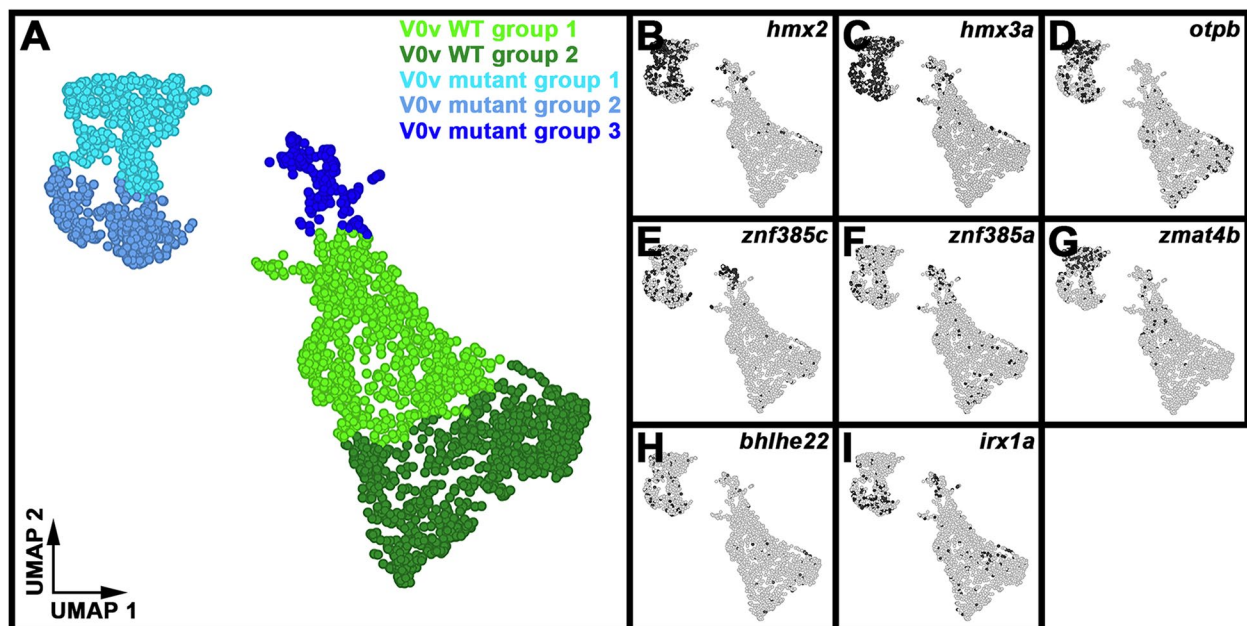 A
V0v WT group 1
V0v WT group 2
V0v mutant group 1
V0v mutant group 2
V0v mutant group 3
UMAP 2
UMAP 1
B hmx2
C hmx3a
D otpb
E znf385c
F znf385a
G zmat4b
H bhlhe22
I irx1a